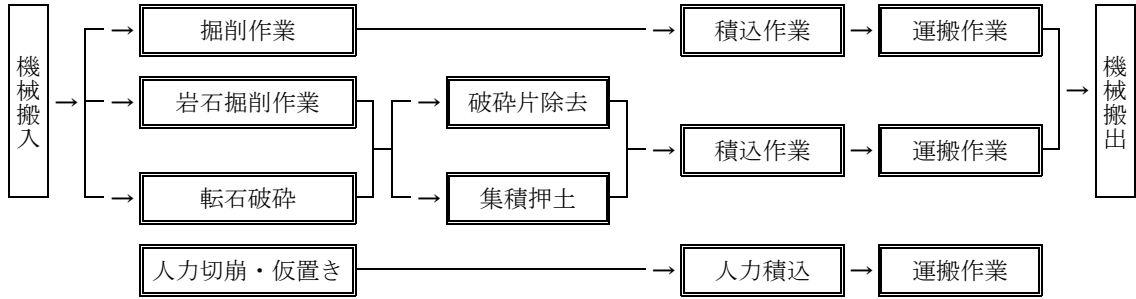 機械搬入
→
→
掘削作業
→
積込作業
→
運搬作業
→
岩石掘削作業
→
破砕片除去
→
転石破砕
→
集積押土
→
積込作業
→
運搬作業
→
機械搬出
人力切崩・仮置き
→
人力積込
→
運搬作業